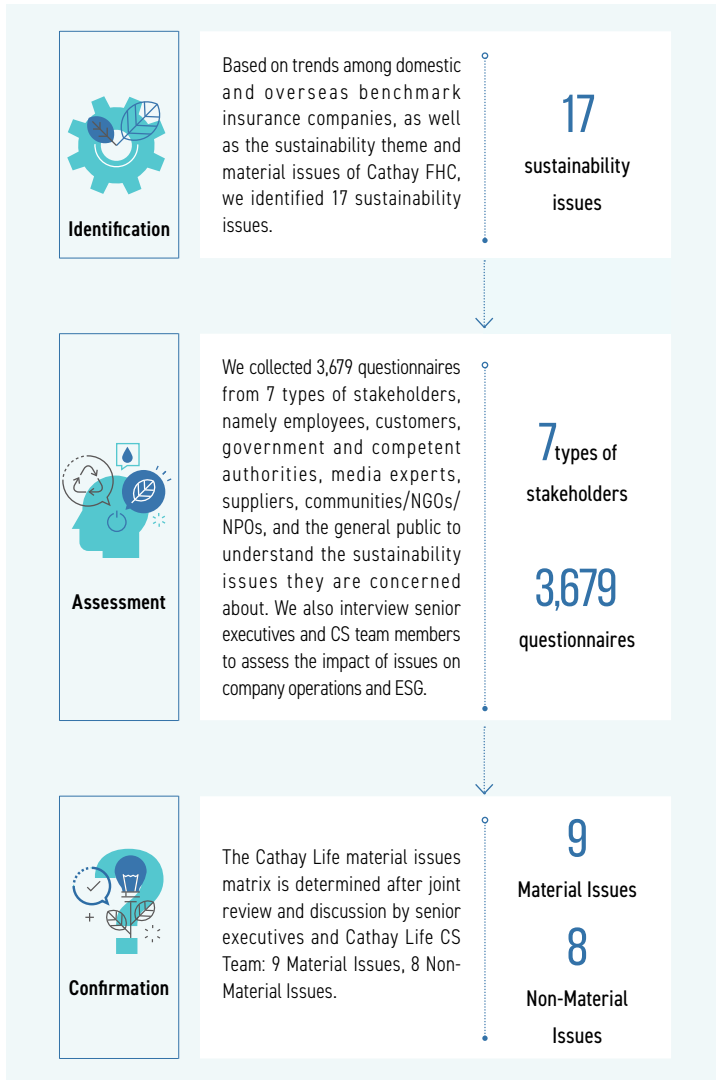 Identification
Based on trends among domestic
and overseas benchmark
insurance companies, as well
as the sustainability theme and
material issues of Cathay FHC,
we identified 17 sustainability
issues.
17
sustainability
issues
Assessment
We collected 3,679 questionnaires
from 7 types of stakeholders,
namely employees, customers,
government and competent
authorities, media experts,
suppliers, communities/NGOs/
NPOs, and the general public to
understand the sustainability
issues they are concerned
about. We also interview senior
executives and CS team members
to assess the impact of issues on
company operations and ESG.
7 types of
stakeholders
3,679
questionnaires
Confirmation
The Cathay Life material issues
matrix is determined after joint
review and discussion by senior
executives and Cathay Life CS
Team: 9 Material Issues, 8 Non-
Material Issues.
9
Material Issues
8
Non-Material
Issues